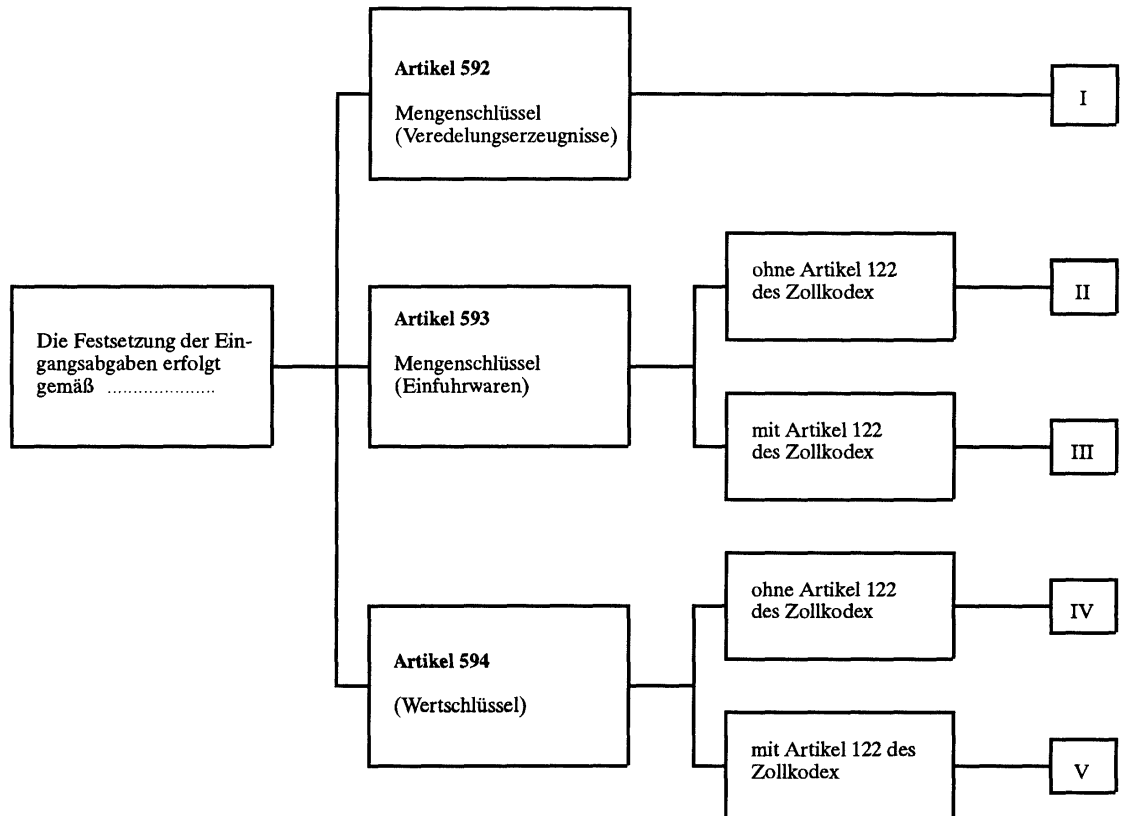 Artikel 592
Mengenschlüssel
(Veredelungserzeugnisse)
I
Die Festsetzung der Ein-
gangsabgaben erfolgt
gemäß .....................
Artikel 593
Mengenschlüssel
(Einfuhrwaren)
ohne Artikel 122
des Zollkodex
II
mit Artikel 122
des Zollkodex
III
Artikel 594
(Wertschlüssel)
ohne Artikel 122
des Zollkodex
IV
mit Artikel 122 des
Zollkodex
V